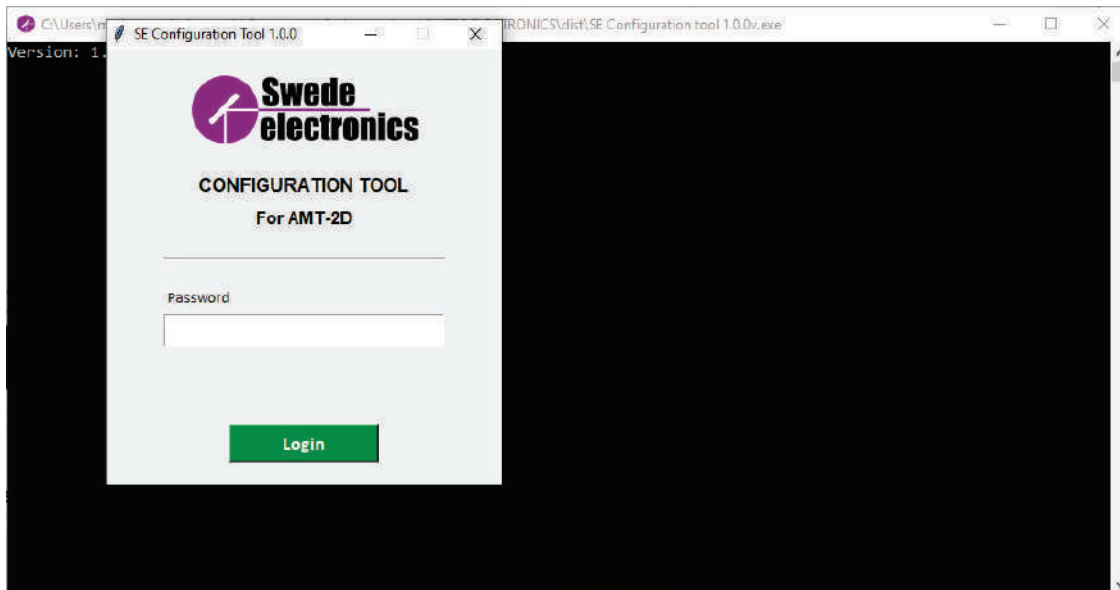 C:\Users\m
RONICS\dist\SE Configuration tool 1.0.0v.exe
SE Configuration Tool 1.0.0
Version: 1.
Swede
electronics
CONFIGURATION TOOL
For AMT-2D
Password
Login